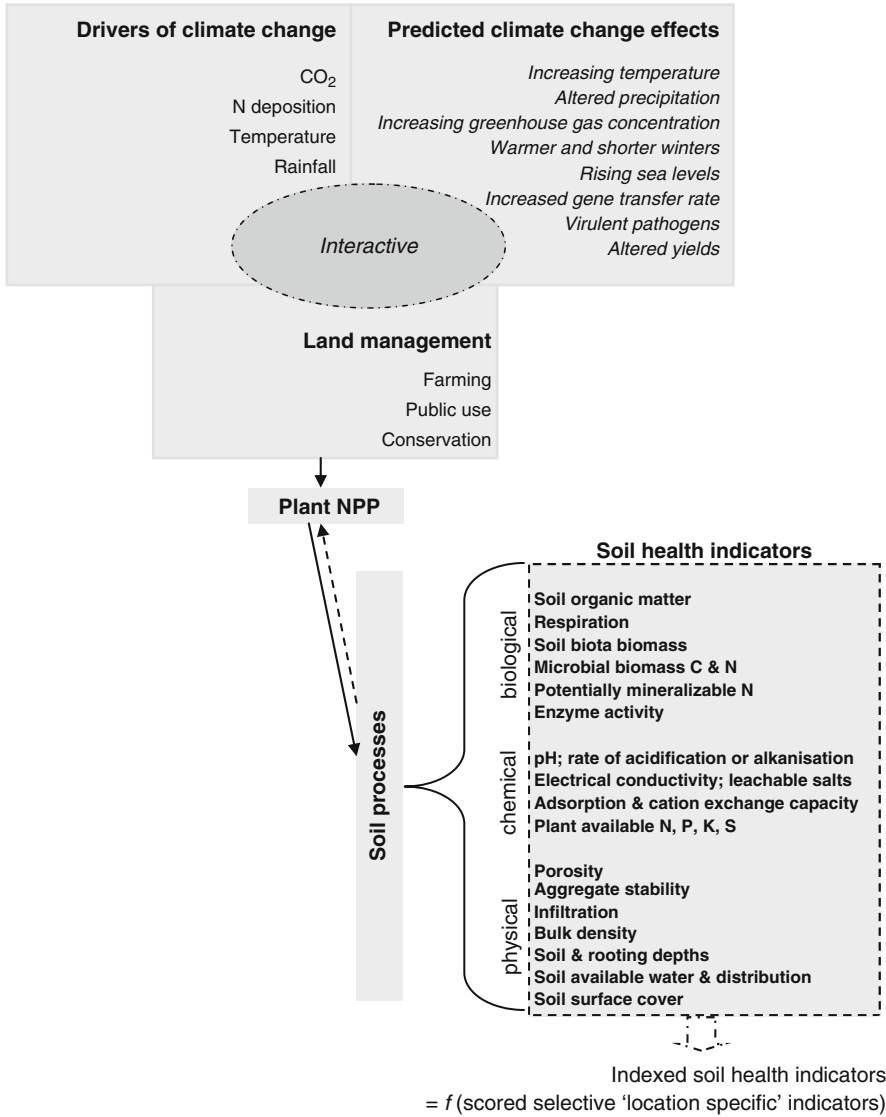 Drivers of climate change
CO₂
N deposition
Temperature
Rainfall
Predicted climate change effects
Increasing temperature
Altered precipitation
Increasing greenhouse gas concentration
Warmer and shorter winters
Rising sea levels
Increased gene transfer rate
Virulent pathogens
Altered yields
Interactive
Land management
Farming
Public use
Conservation
Plant NPP
Soil processes
Soil health indicators
biological
Soil organic matter
Respiration
Soil biota biomass
Microbial biomass C & N
Potentially mineralizable N
Enzyme activity
chemical
pH; rate of acidification or alkanisation
Electrical conductivity; leachable salts
Adsorption & cation exchange capacity
Plant available N, P, K, S
physical
Porosity
Aggregate stability
Infiltration
Bulk density
Soil & rooting depths
Soil available water & distribution
Soil surface cover
Indexed soil health indicators
= f (scored selective ‘location specific’ indicators)